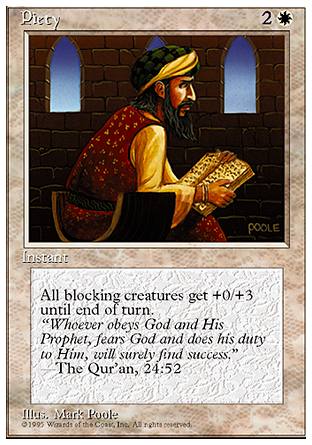 Piety 2
POOLE
Instant
All blocking creatures get +0/+3
until end of turn.
“Whoever obeys God and His
Prophet, fears God and does his duty
to Him, will surely find success.”
—The Qur'an, 24:52
Illus. Mark Poole
©1995 Wizards of the Coast, Inc. All rights reserved.